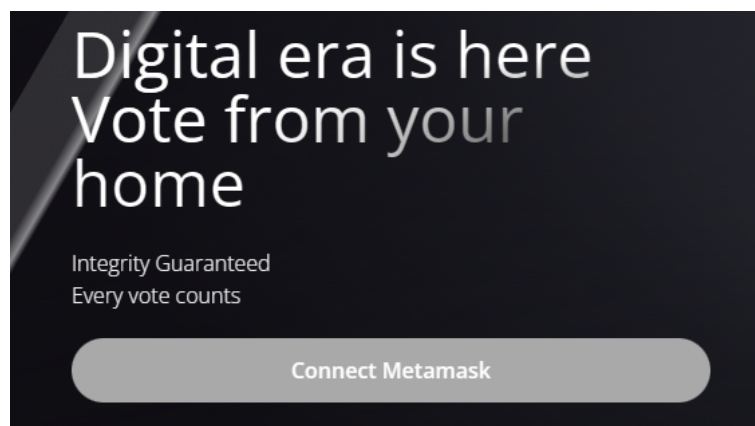 Digital era is here
Vote from your
home
Integrity Guaranteed
Every vote counts
Connect Metamask